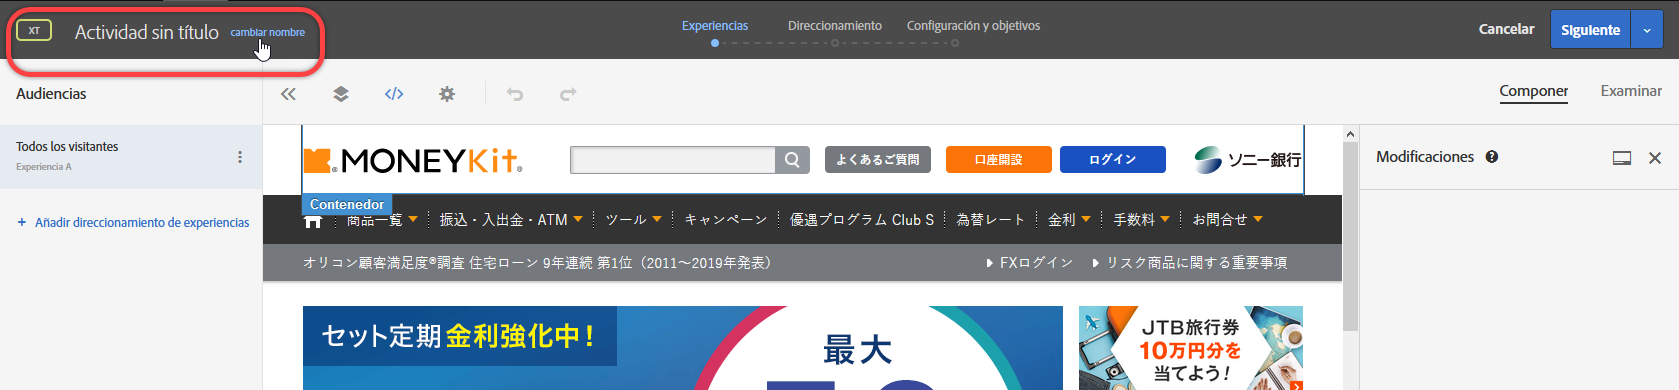 XT Actividad sin título cambiar nombre
Experiencias Direccionamiento Configuración y objetivos
Cancelar Siguiente
Audiencias
Componer Examinar
Todos los visitantes
Experiencia A
+ Añadir direccionamiento de experiencias
MONEYKit®
よくあるご質問 口座開設 ログイン ソニー銀行
Modificaciones
Contenedor
商品一覧 振込・入出金・ATM ツール キャンペーン 優遇プログラム Club S 為替レート 金利 手数料 お問合せ
オリコン顧客満足度®調査 住宅ローン 9年連続 第1位（2011～2019年発表） FXログイン リスク商品に関する重要事項
セット定期 金利強化中！
最大
JTB旅行券
10万円分を
当てよう！